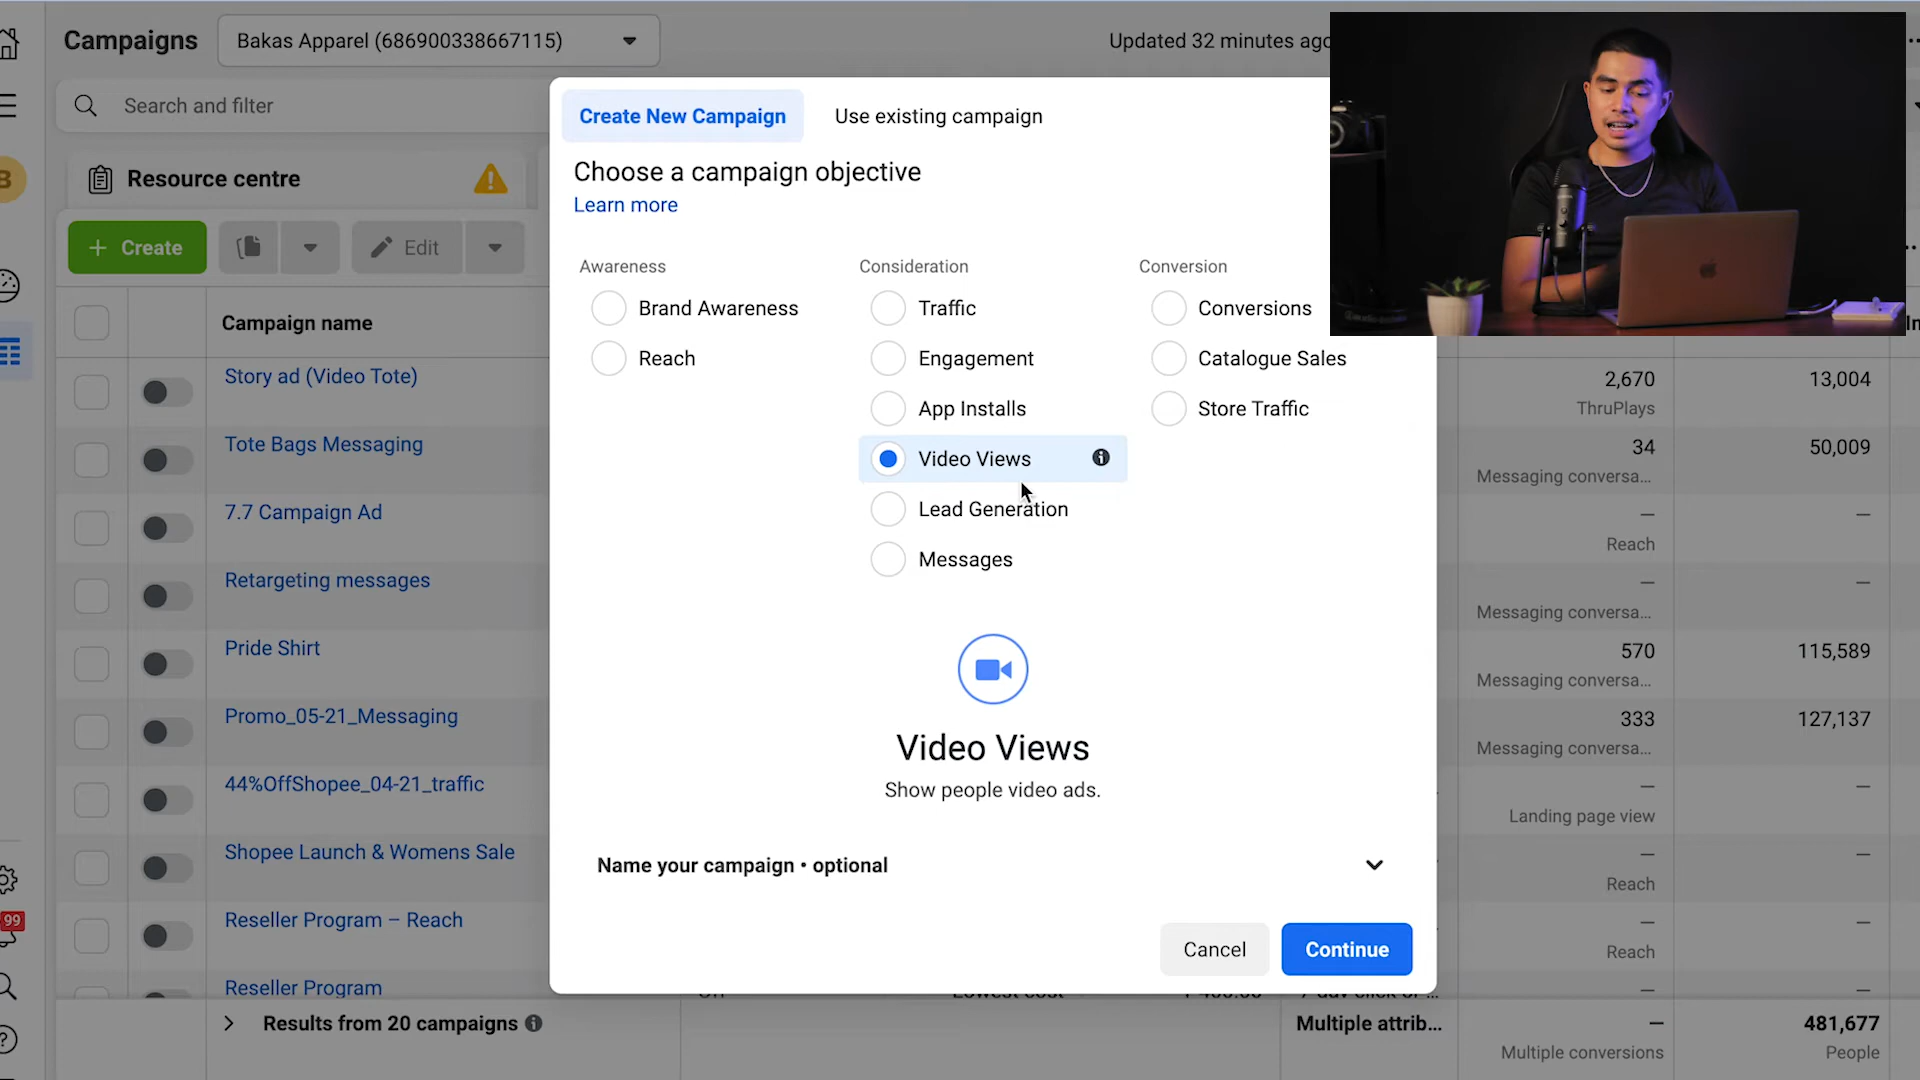 Campaigns
Bakas Apparel (686900338667115)
Updated 32 minutes ago
Search and filter
Create New Campaign
Use existing campaign
Choose a campaign objective
Learn more
B
Resource centre
+ Create
Edit
Awareness
Brand Awareness
Reach
Consideration
Traffic
Engagement
App Installs
Video Views
Lead Generation
Messages
Conversion
Conversions
Catalogue Sales
Store Traffic
Video Views
Show people video ads.
Name your campaign • optional
Cancel
Continue
Campaign name
Story ad (Video Tote)
2,670
13,004
ThruPlays
Tote Bags Messaging
34
50,009
Messaging conversa...
7.7 Campaign Ad
—
—
Reach
Retargeting messages
—
—
Messaging conversa...
Pride Shirt
570
115,589
Messaging conversa...
Promo_05-21_Messaging
333
127,137
Messaging conversa...
44%OffShopee_04-21_traffic
—
—
Landing page view
Shopee Launch & Womens Sale
—
—
Reach
99
Reseller Program – Reach
—
—
Reach
Reseller Program
—
—
Results from 20 campaigns
Multiple attrib...
—
481,677
Multiple conversions
People